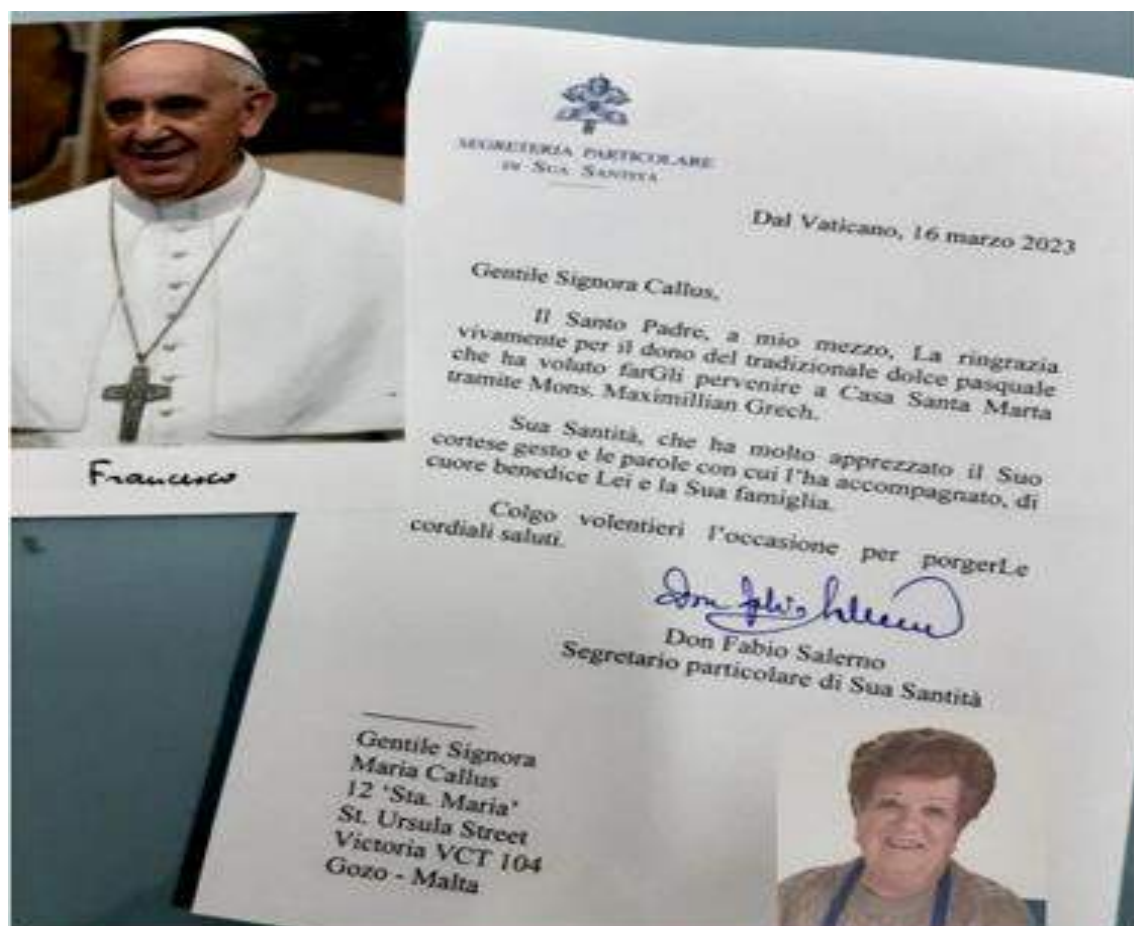 Francesco
SEGRETERIA PARTICOLARE
DI SUA SANTITÀ
Dal Vaticano, 16 marzo 2023
Gentile Signora Callus,
Il Santo Padre, a mio mezzo, La ringrazia
vivamente per il dono del tradizionale dolce pasquale
che ha voluto farGli pervenire a Casa Santa Marta
tramite Mons. Maximillian Grech.
Sua Santità, che ha molto apprezzato il Suo
cortese gesto e le parole con cui l'ha accompagnato, di
cuore benedice Lei e la Sua famiglia.
Colgo volentieri l'occasione per porgerLe
cordiali saluti.
Don Fabio Salerno
Don Fabio Salerno
Segretario particolare di Sua Santità
Gentile Signora
Maria Callus
12 'Sta. Maria'
St. Ursula Street
Victoria VCT 104
Gozo - Malta